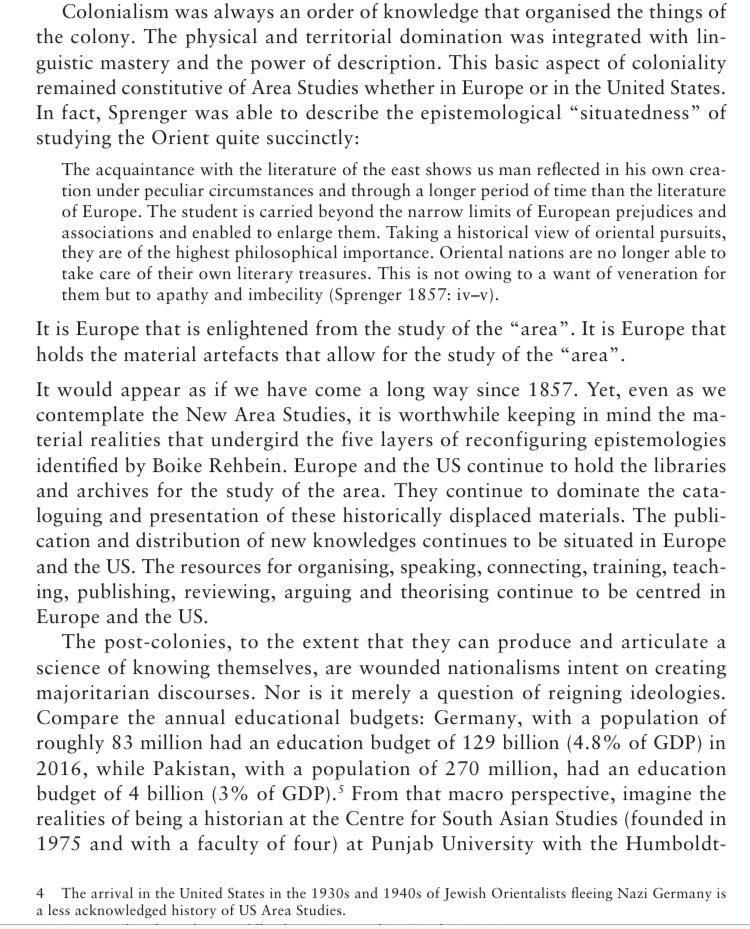 Colonialism was always an order of knowledge that organised the things of
the colony. The physical and territorial domination was integrated with lin-
guistic mastery and the power of description. This basic aspect of coloniality
remained constitutive of Area Studies whether in Europe or in the United States.
In fact, Sprenger was able to describe the epistemological “situatedness” of
studying the Orient quite succinctly:
The acquaintance with the literature of the east shows us man reflected in his own crea-
tion under peculiar circumstances and through a longer period of time than the literature
of Europe. The student is carried beyond the narrow limits of European prejudices and
associations and enabled to enlarge them. Taking a historical view of oriental pursuits,
they are of the highest philosophical importance. Oriental nations are no longer able to
take care of their own literary treasures. This is not owing to a want of veneration for
them but to apathy and imbecility (Sprenger 1857: iv–v).
It is Europe that is enlightened from the study of the “area”. It is Europe that
holds the material artefacts that allow for the study of the “area”.
It would appear as if we have come a long way since 1857. Yet, even as we
contemplate the New Area Studies, it is worthwhile keeping in mind the ma-
terial realities that undergird the five layers of reconfiguring epistemologies
identified by Boike Rehbein. Europe and the US continue to hold the libraries
and archives for the study of the area. They continue to dominate the cata-
loguing and presentation of these historically displaced materials. The publi-
cation and distribution of new knowledges continues to be situated in Europe
and the US. The resources for organising, speaking, connecting, training, teach-
ing, publishing, reviewing, arguing and theorising continue to be centred in
Europe and the US.
The post-colonies, to the extent that they can produce and articulate a
science of knowing themselves, are wounded nationalisms intent on creating
majoritarian discourses. Nor is it merely a question of reigning ideologies.
Compare the annual educational budgets: Germany, with a population of
roughly 83 million had an education budget of 129 billion (4.8% of GDP) in
2016, while Pakistan, with a population of 270 million, had an education
budget of 4 billion (3% of GDP).⁵ From that macro perspective, imagine the
realities of being a historian at the Centre for South Asian Studies (founded in
1975 and with a faculty of four) at Punjab University with the Humboldt-
4 The arrival in the United States in the 1930s and 1940s of Jewish Orientalists fleeing Nazi Germany is
a less acknowledged history of US Area Studies.